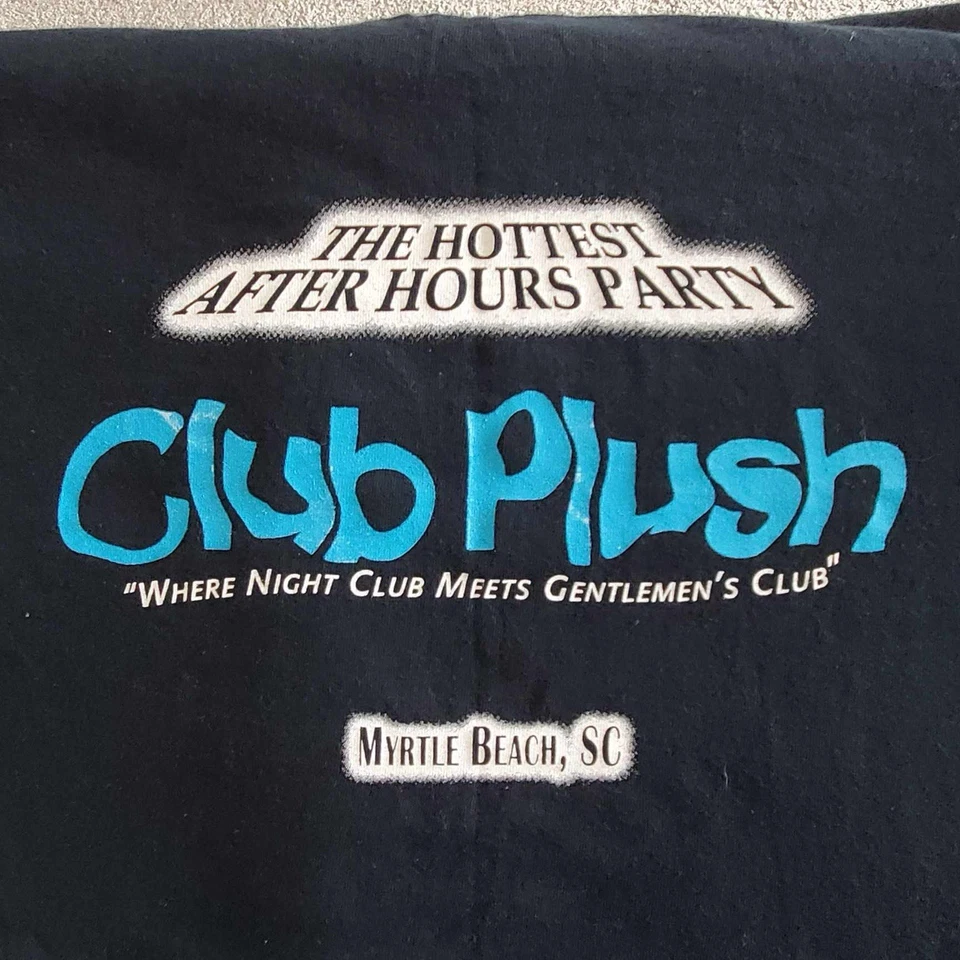 THE HOTTEST
AFTER HOURS PARTY
Club Plush
"WHERE NIGHT CLUB MEETS GENTLEMEN'S CLUB"
MYRTLE BEACH, SC